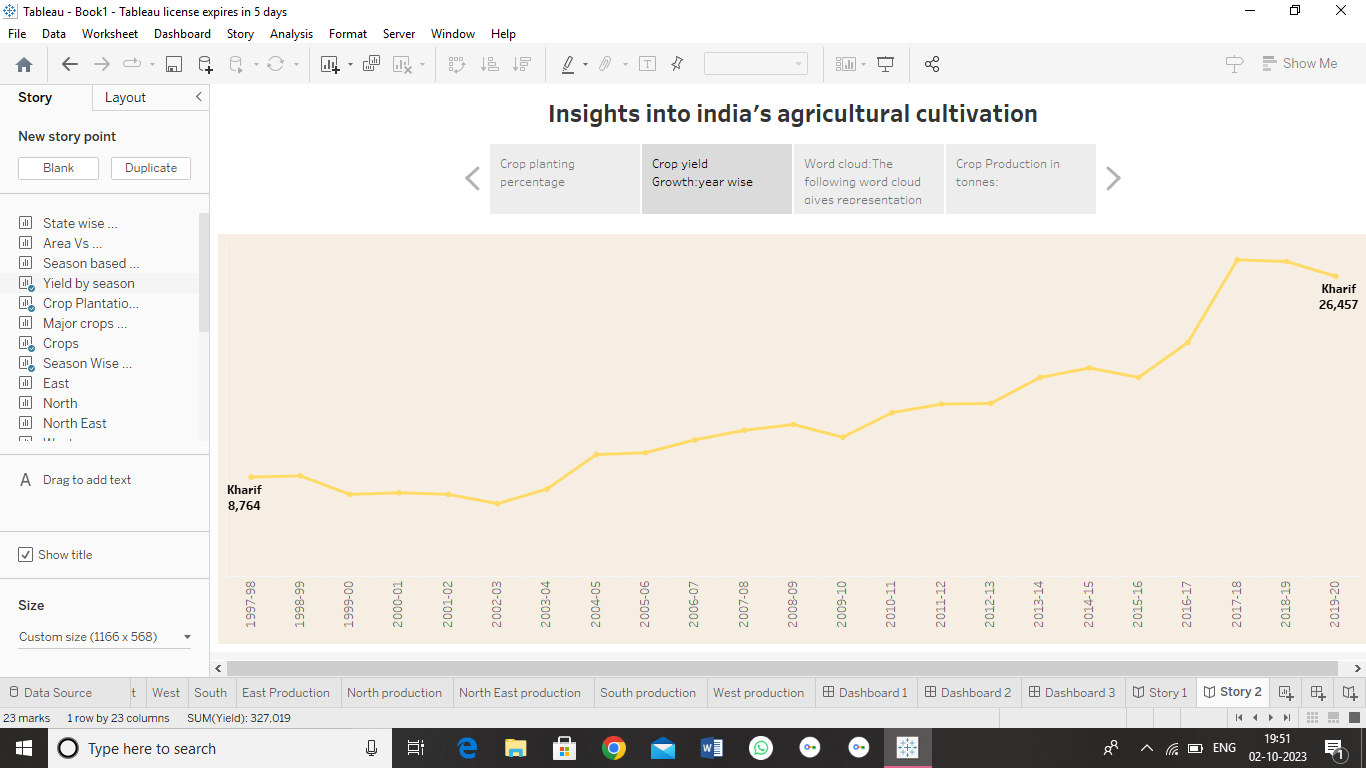 Tableau - Book1 - Tableau license expires in 5 days
File Data Worksheet Dashboard Story Analysis Format Server Window Help
Show Me
Story Layout
New story point
Blank Duplicate
State wise ...
Area Vs ...
Season based ...
Yield by season
Crop Plantatio...
Major crops ...
Crops
Season Wise ...
East
North
North East
A Drag to add text
Show title
Size
Custom size (1166 x 568)
Insights into india's agricultural cultivation
Crop planting
percentage
Crop yield
Growth:year wise
Word cloud:The
following word cloud
gives representation
Crop Production in
tonnes:
Kharif
26,457
Kharif
8,764
1997-98
1998-99
1999-00
2000-01
2001-02
2002-03
2003-04
2004-05
2005-06
2006-07
2007-08
2008-09
2009-10
2010-11
2011-12
2012-13
2013-14
2014-15
2015-16
2016-17
2017-18
2018-19
2019-20
Data Source t West South East Production North production North East production South production West production Dashboard 1 Dashboard 2 Dashboard 3 Story 1 Story 2
23 marks 1 row by 23 columns SUM(Yield): 327,019
Type here to search
ENG
19:51
02-10-2023
1